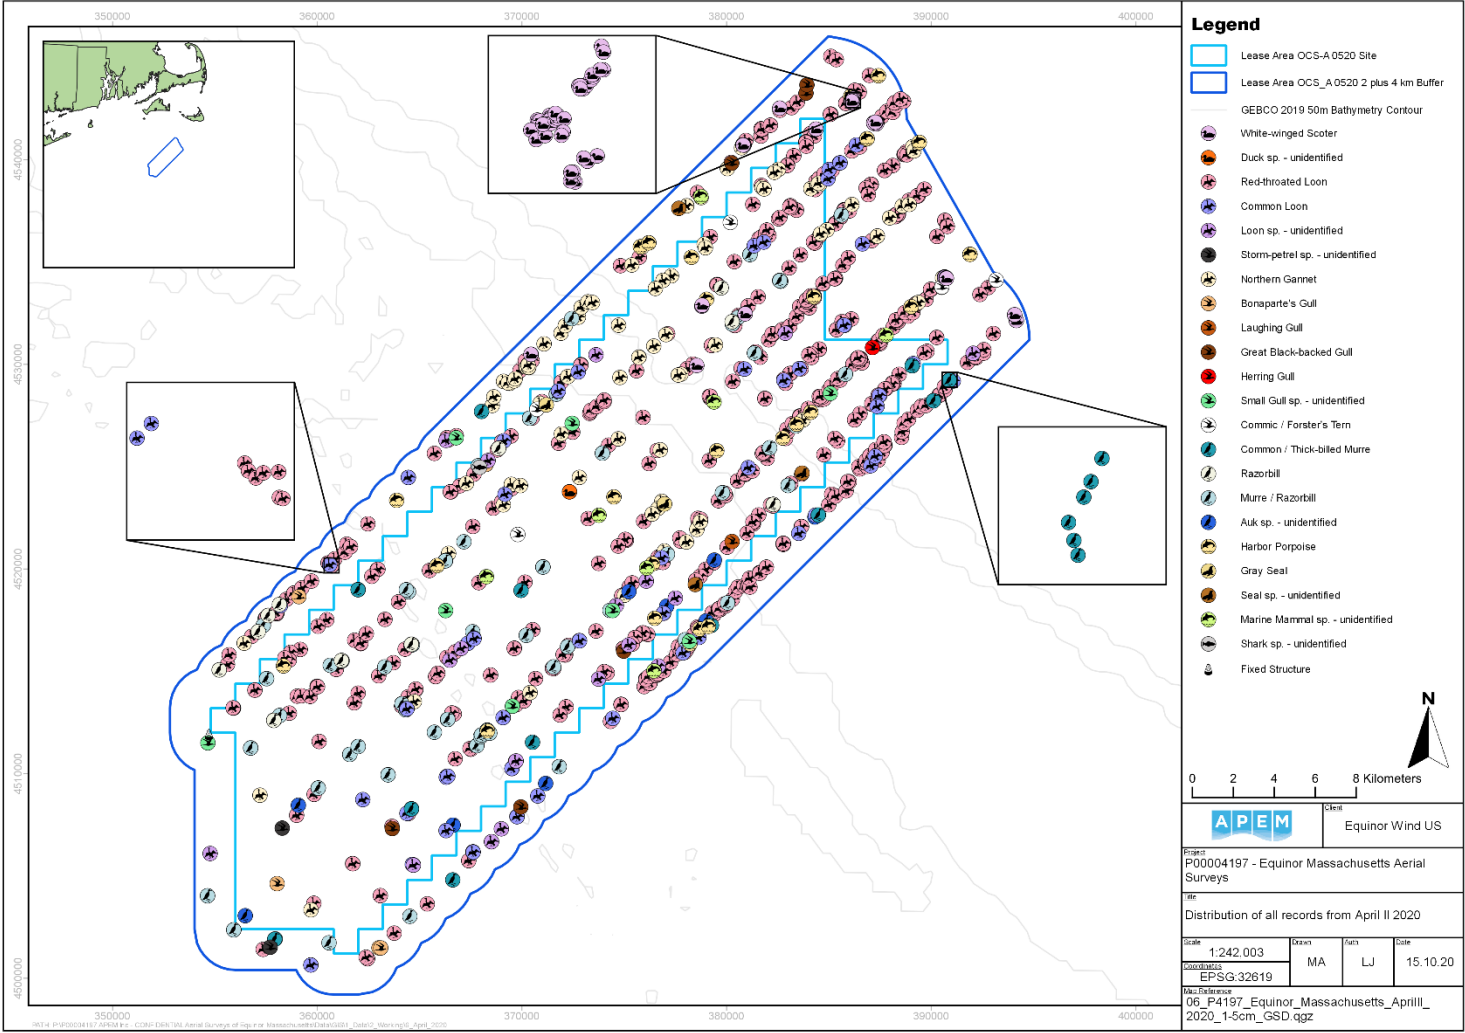 350000
360000
370000
380000
390000
400000
4540000
4530000
4520000
4510000
4500000
350000
360000
370000
380000
390000
400000
Legend
Lease Area OCS-A 0520 Site
Lease Area OCS_A 0520 2 plus 4 km Buffer
GEBCO 2019 50m Bathymetry Contour
White-winged Scoter
Duck sp. - unidentified
Red-throated Loon
Common Loon
Loon sp. - unidentified
Storm-petrel sp. - unidentified
Northern Gannet
Bonaparte's Gull
Laughing Gull
Great Black-backed Gull
Herring Gull
Small Gull sp. - unidentified
Commic / Forster's Tern
Common / Thick-billed Murre
Razorbill
Murre / Razorbill
Auk sp. - unidentified
Harbor Porpoise
Gray Seal
Seal sp. - unidentified
Marine Mammal sp. - unidentified
Shark sp. - unidentified
Fixed Structure
N
0 2 4 6 8 Kilometers
APEM
Client
Equinor Wind US
Project
P00004197 - Equinor Massachusetts Aerial
Surveys
Title
Distribution of all records from April II 2020
Scale
1:242.003
Drawn
MA
Auth
LJ
Date
15.10.20
Coordinates
EPSG:32619
Map Reference
06_P4197_Equinor_Massachusetts_AprilII_
2020_1-5cm_GSD.qgz